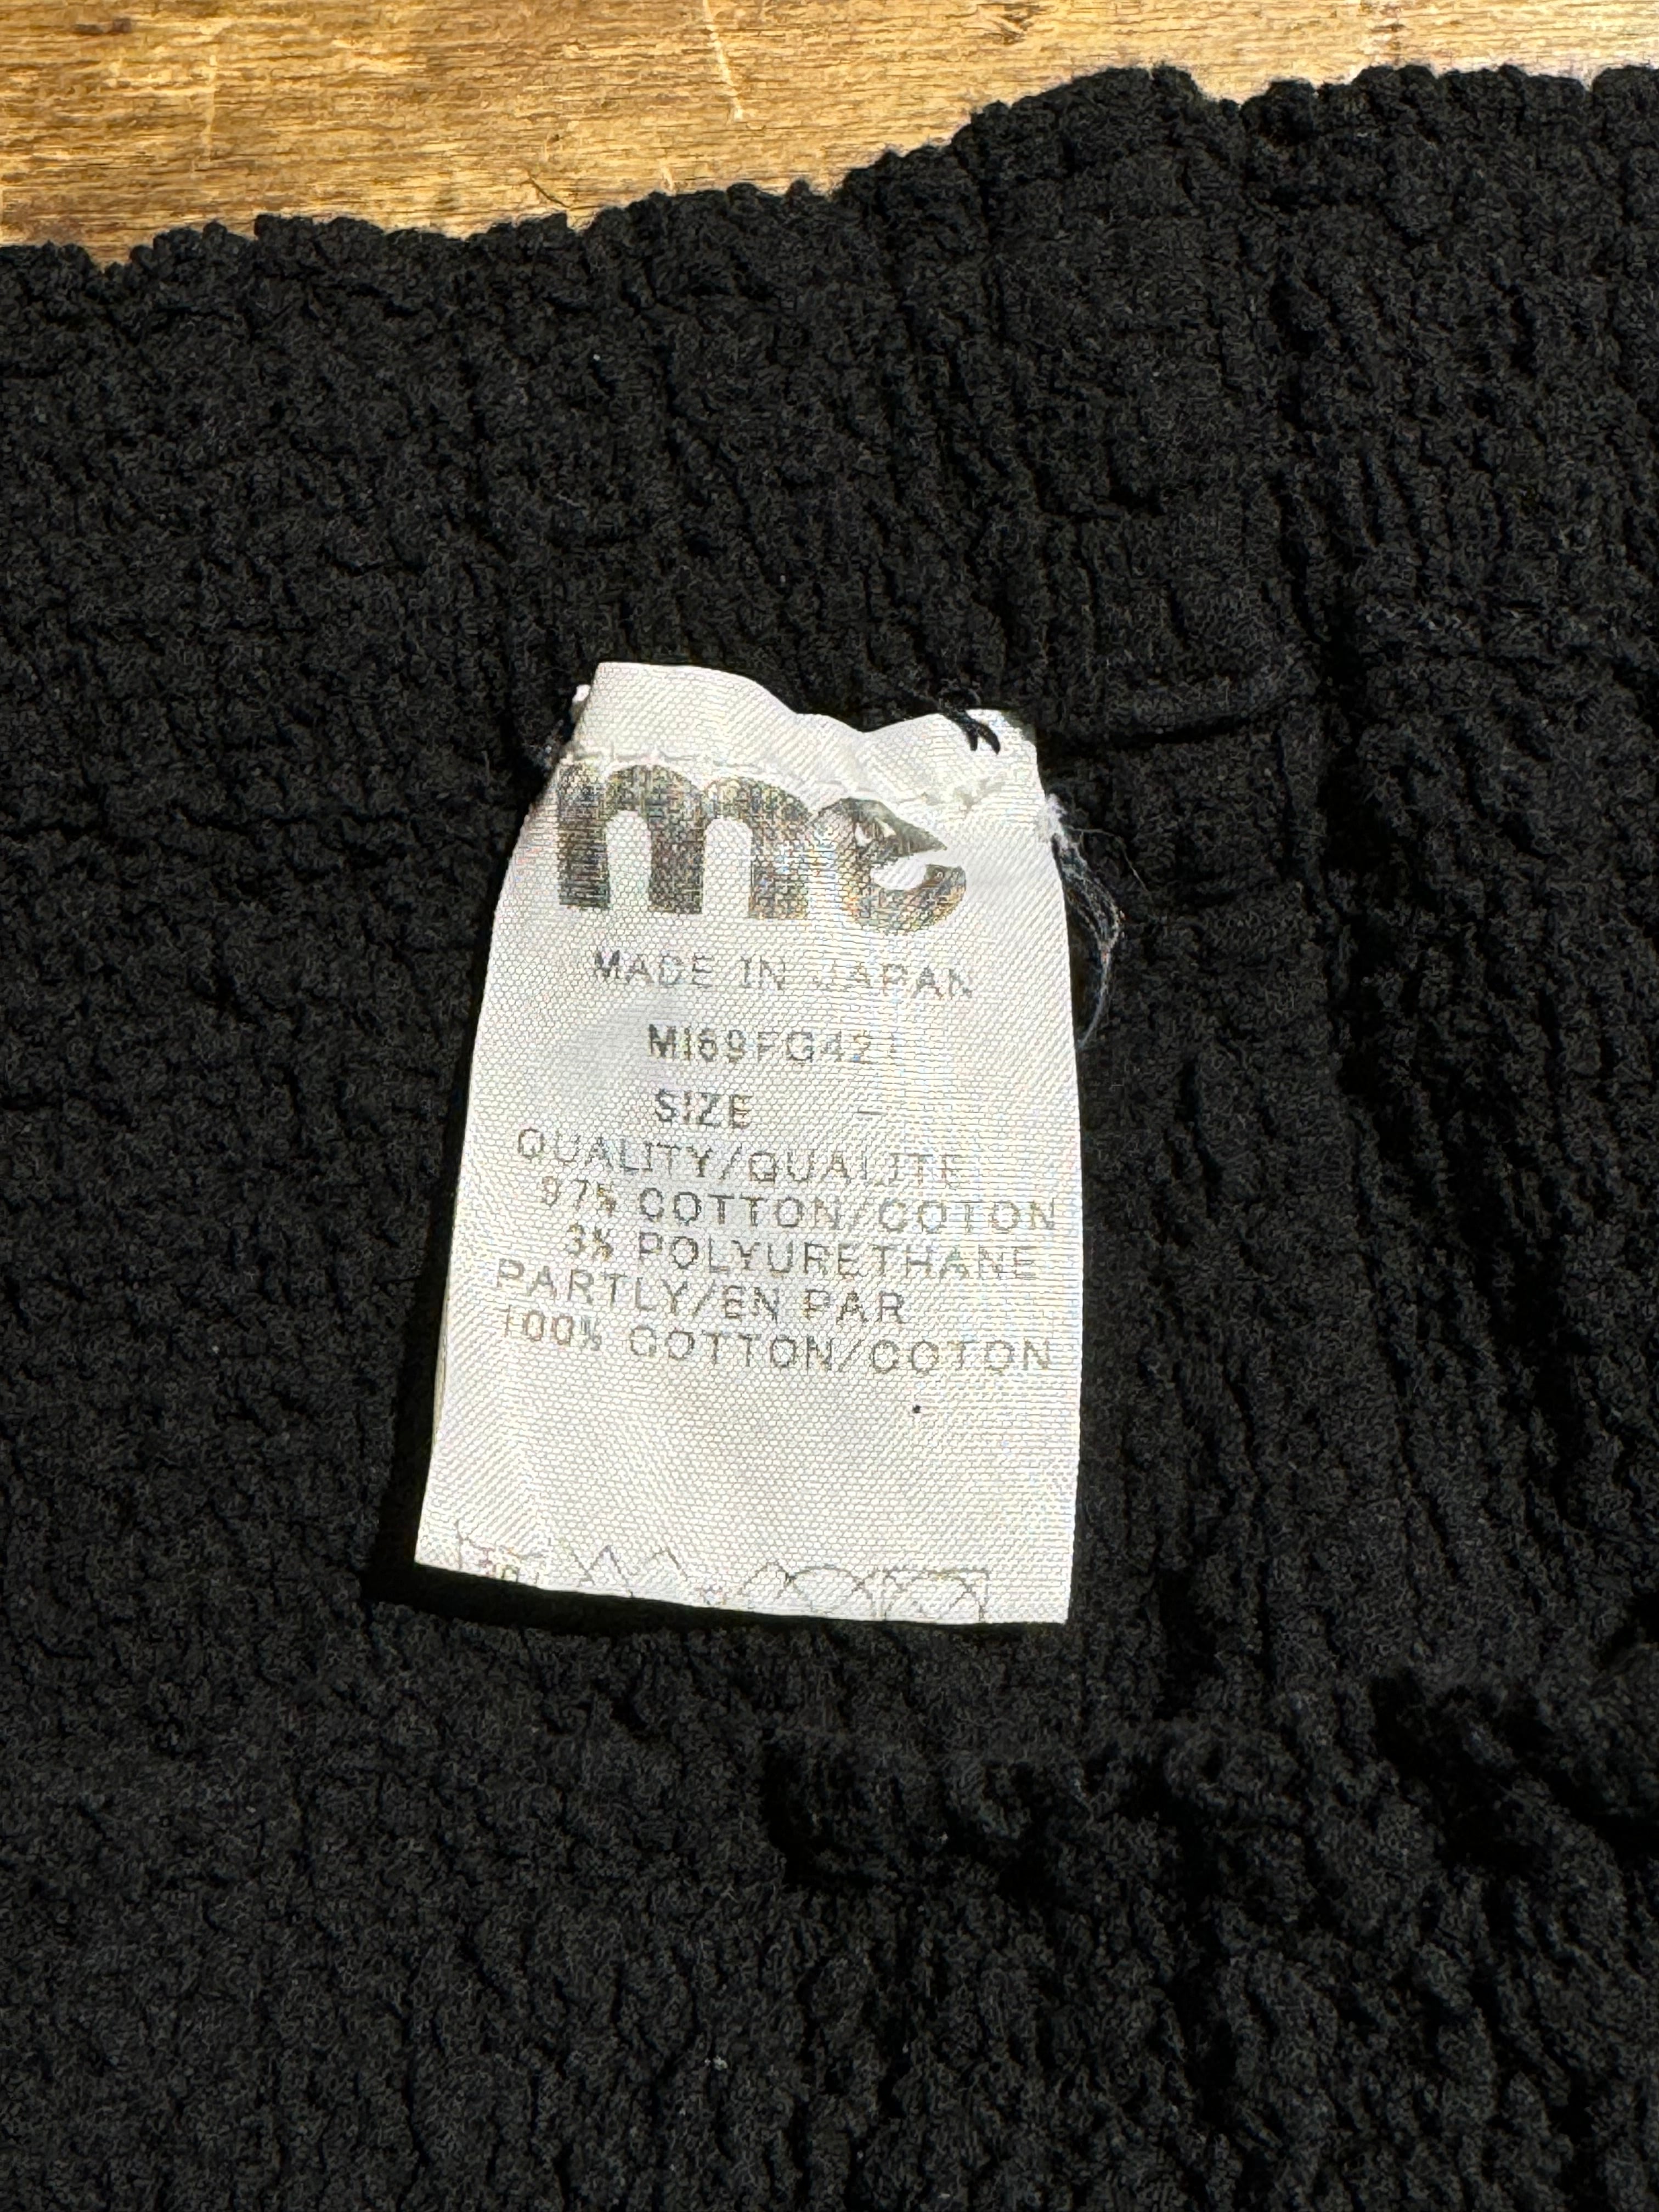 me
MADE IN JAPAN
MI69FG421
SIZE –
QUALITY/QUALITE
97% COTTON/COTON
3% POLYURETHANE
PARTLY/EN PAR
100% COTTON/COTON